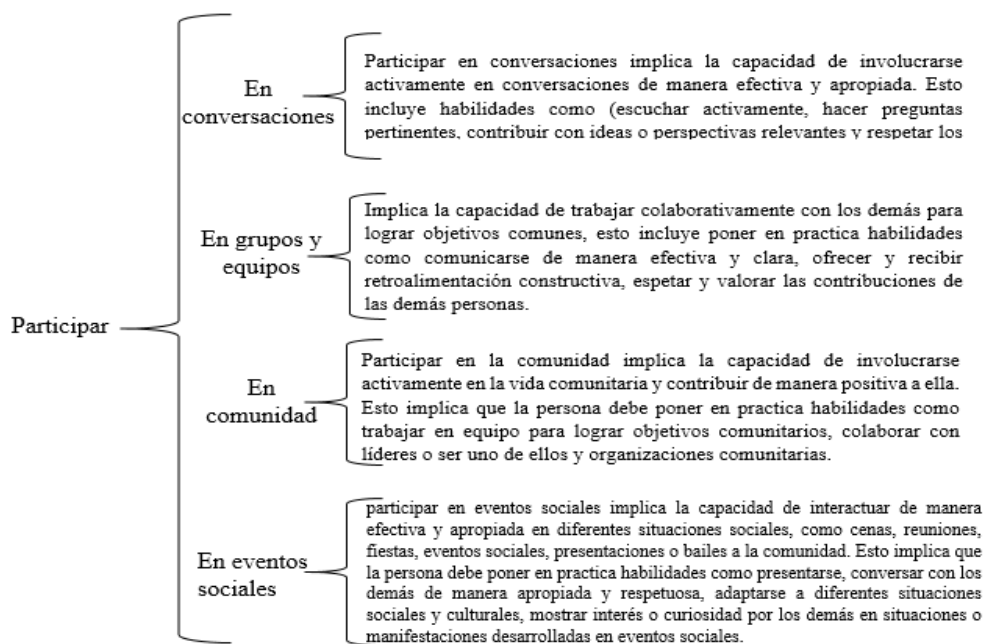 Participar
En
conversaciones
Participar en conversaciones implica la capacidad de involucrarse
activamente en conversaciones de manera efectiva y apropiada. Esto
incluye habilidades como (escuchar activamente, hacer preguntas
pertinentes, contribuir con ideas o perspectivas relevantes y respetar los
En grupos y
equipos
Implica la capacidad de trabajar colaborativamente con los demás para
lograr objetivos comunes, esto incluye poner en practica habilidades
como comunicarse de manera efectiva y clara, ofrecer y recibir
retroalimentación constructiva, espetar y valorar las contribuciones de
las demás personas.
En
comunidad
Participar en la comunidad implica la capacidad de involucrarse
activamente en la vida comunitaria y contribuir de manera positiva a ella.
Esto implica que la persona debe poner en practica habilidades como
trabajar en equipo para lograr objetivos comunitarios, colaborar con
líderes o ser uno de ellos y organizaciones comunitarias.
En eventos
sociales
participar en eventos sociales implica la capacidad de interactuar de manera
efectiva y apropiada en diferentes situaciones sociales, como cenas, reuniones,
fiestas, eventos sociales, presentaciones o bailes a la comunidad. Esto implica que
la persona debe poner en practica habilidades como presentarse, conversar con los
demás de manera apropiada y respetuosa, adaptarse a diferentes situaciones
sociales y culturales, mostrar interés o curiosidad por los demás en situaciones o
manifestaciones desarrolladas en eventos sociales.